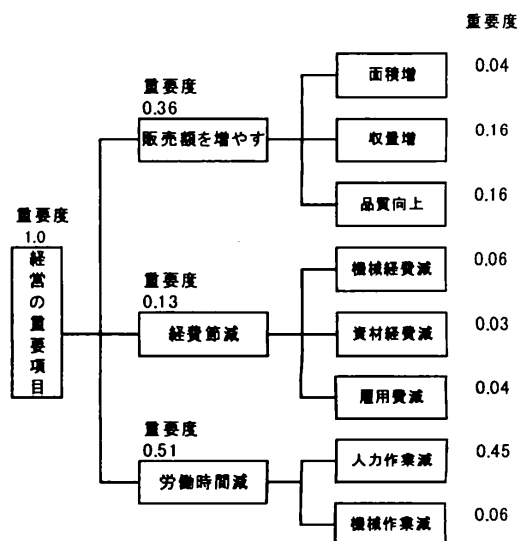 重要度
面積増
0.04
重要度
0.36
販売額を増やす
収量増
0.16
品質向上
0.16
重要度
1.0
経営の重要項目
機械経費減
0.06
重要度
0.13
経費節減
資材経費減
0.03
雇用費減
0.04
重要度
0.51
労働時間減
人力作業減
0.45
機械作業減
0.06